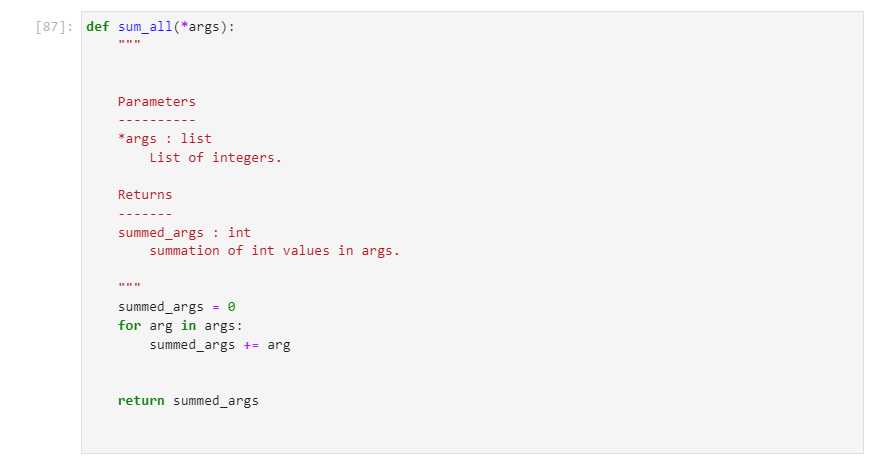 [87]: def sum_all(*args):
    """
    Parameters
    ----------
    *args : list
        List of integers.
    Returns
    -------
    summed_args : int
        summation of int values in args.
    """
    summed_args = 0
    for arg in args:
        summed_args += arg
    return summed_args